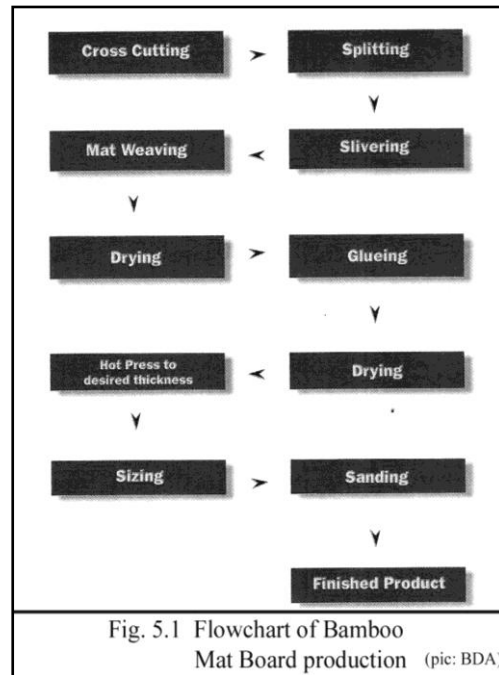 Cross Cutting
Splitting
Slivering
Mat Weaving
Drying
Glueing
Drying
Hot Press to
desired thickness
Sizing
Sanding
Finished Product
Fig. 5.1 Flowchart of Bamboo
Mat Board production (pic: BDA)